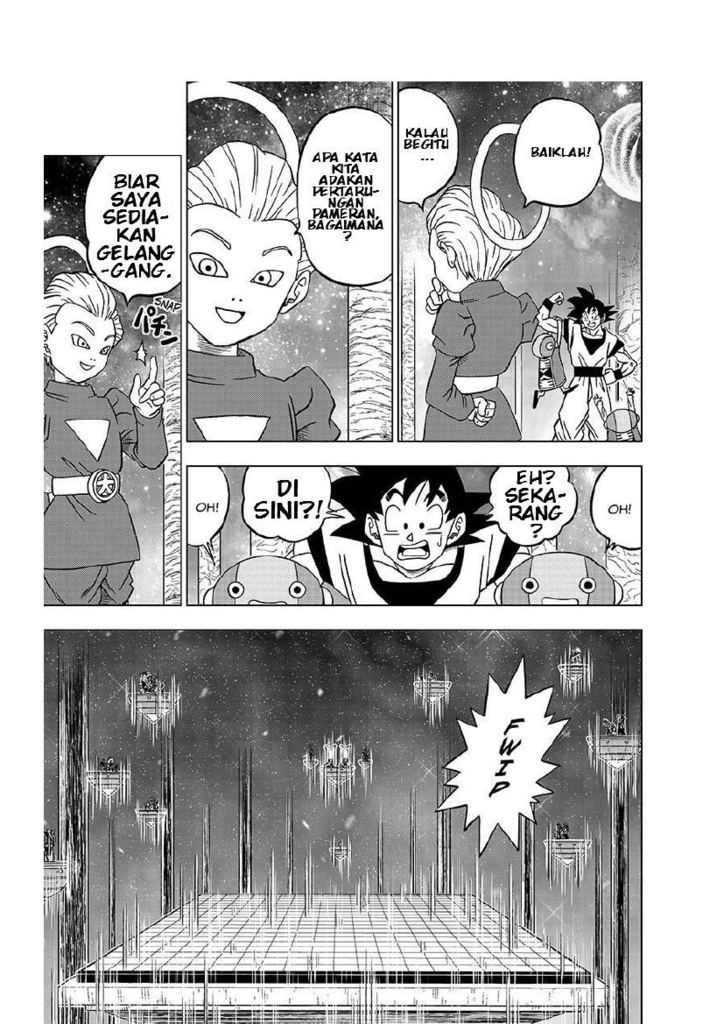 BAIKLAH!
KALAU
BEGITU
...
APA KATA
KITA
ADAKAN
PERTARU-
NGAN
PAMERAN,
BAGAIMANA
?
BIAR
SAYA
SEDIA-
KAN
GELANG
-GANG.
SNAP
パチン
OH!
EH?
SEKA-
RANG
?
DI
SINI?!
OH!
FWIP